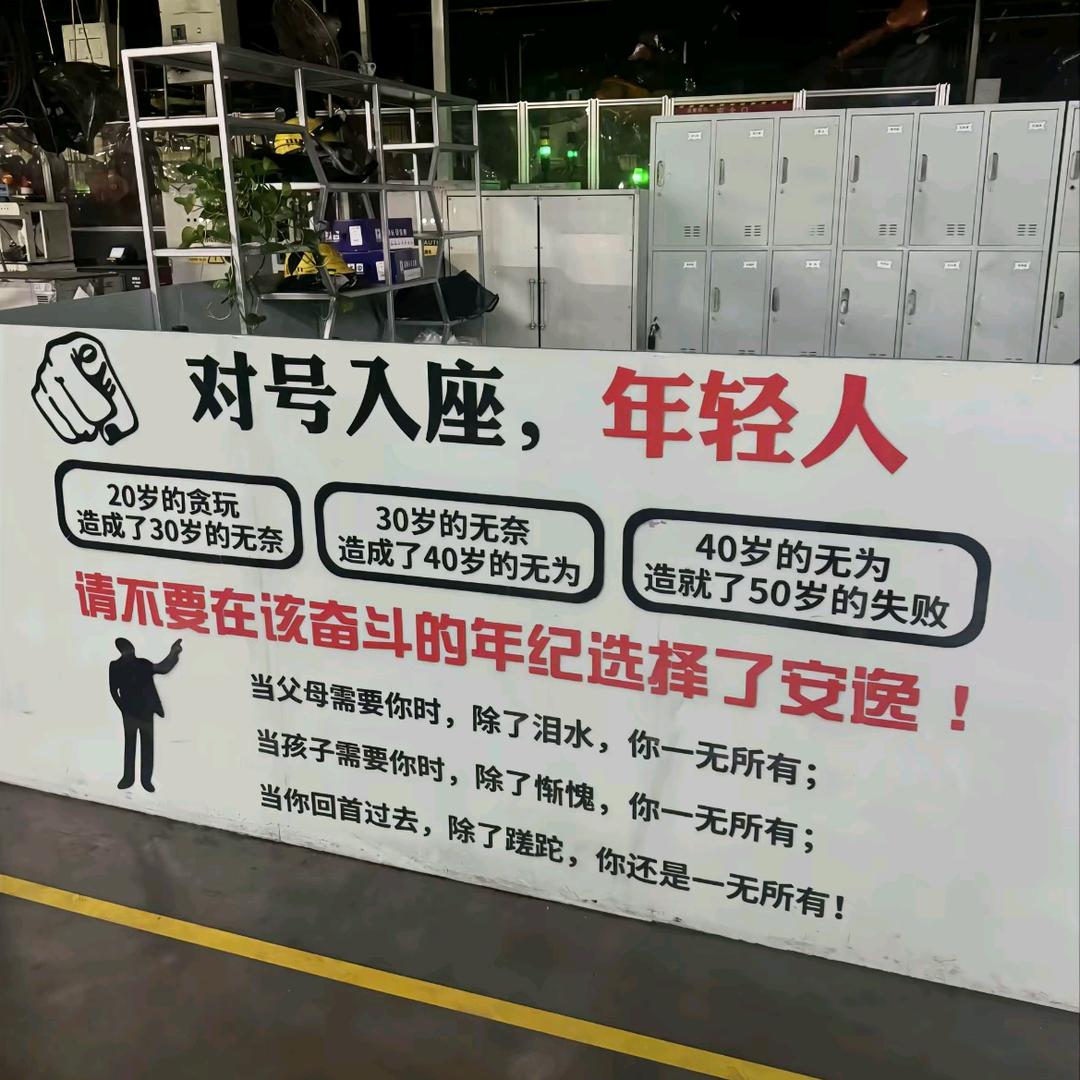 对号入座，年轻人
20岁的贪玩
造成了30岁的无奈
30岁的无奈
造成了40岁的无为
40岁的无为
造就了50岁的失败
请不要在该奋斗的年纪选择了安逸！
当父母需要你时，除了泪水，你一无所有；
当孩子需要你时，除了惭愧，你一无所有；
当你回首过去，除了蹉跎，你还是一无所有！